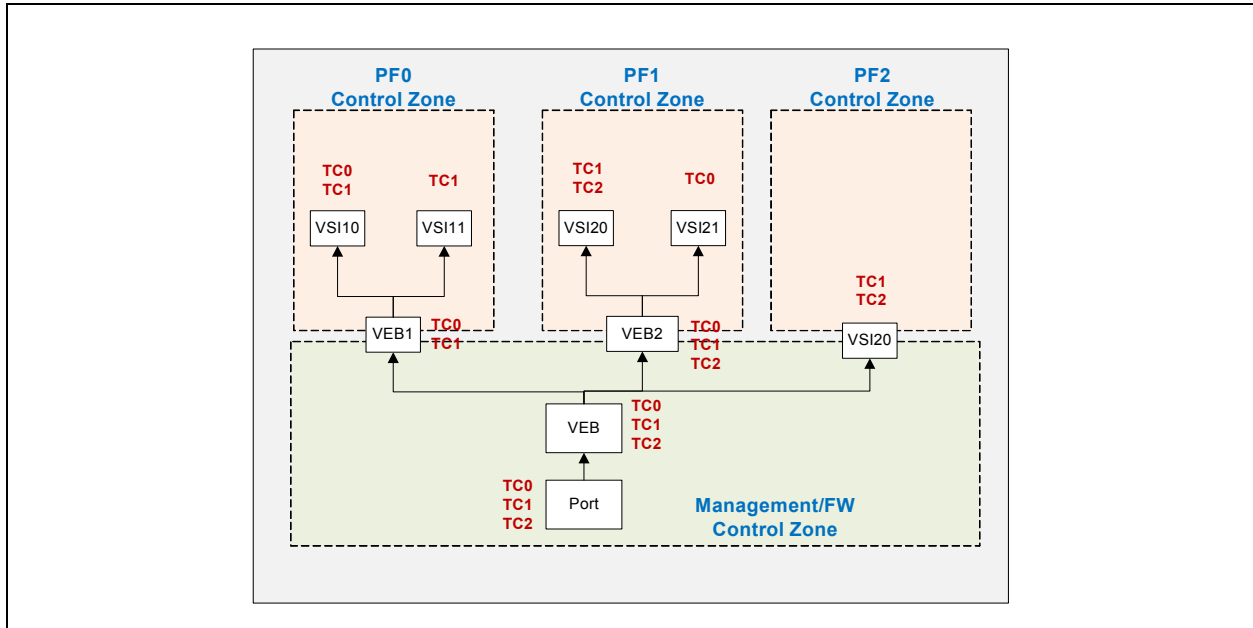 PF0
Control Zone
PF1
Control Zone
PF2
Control Zone
TC0
TC1
TC1
TC1
TC2
TC0
VSI10
VSI11
VSI20
VSI21
TC1
TC2
VEB1
TC0
TC1
VEB2
TC0
TC1
TC2
VSI20
VEB
TC0
TC1
TC2
TC0
TC1
TC2
Port
Management/FW
Control Zone